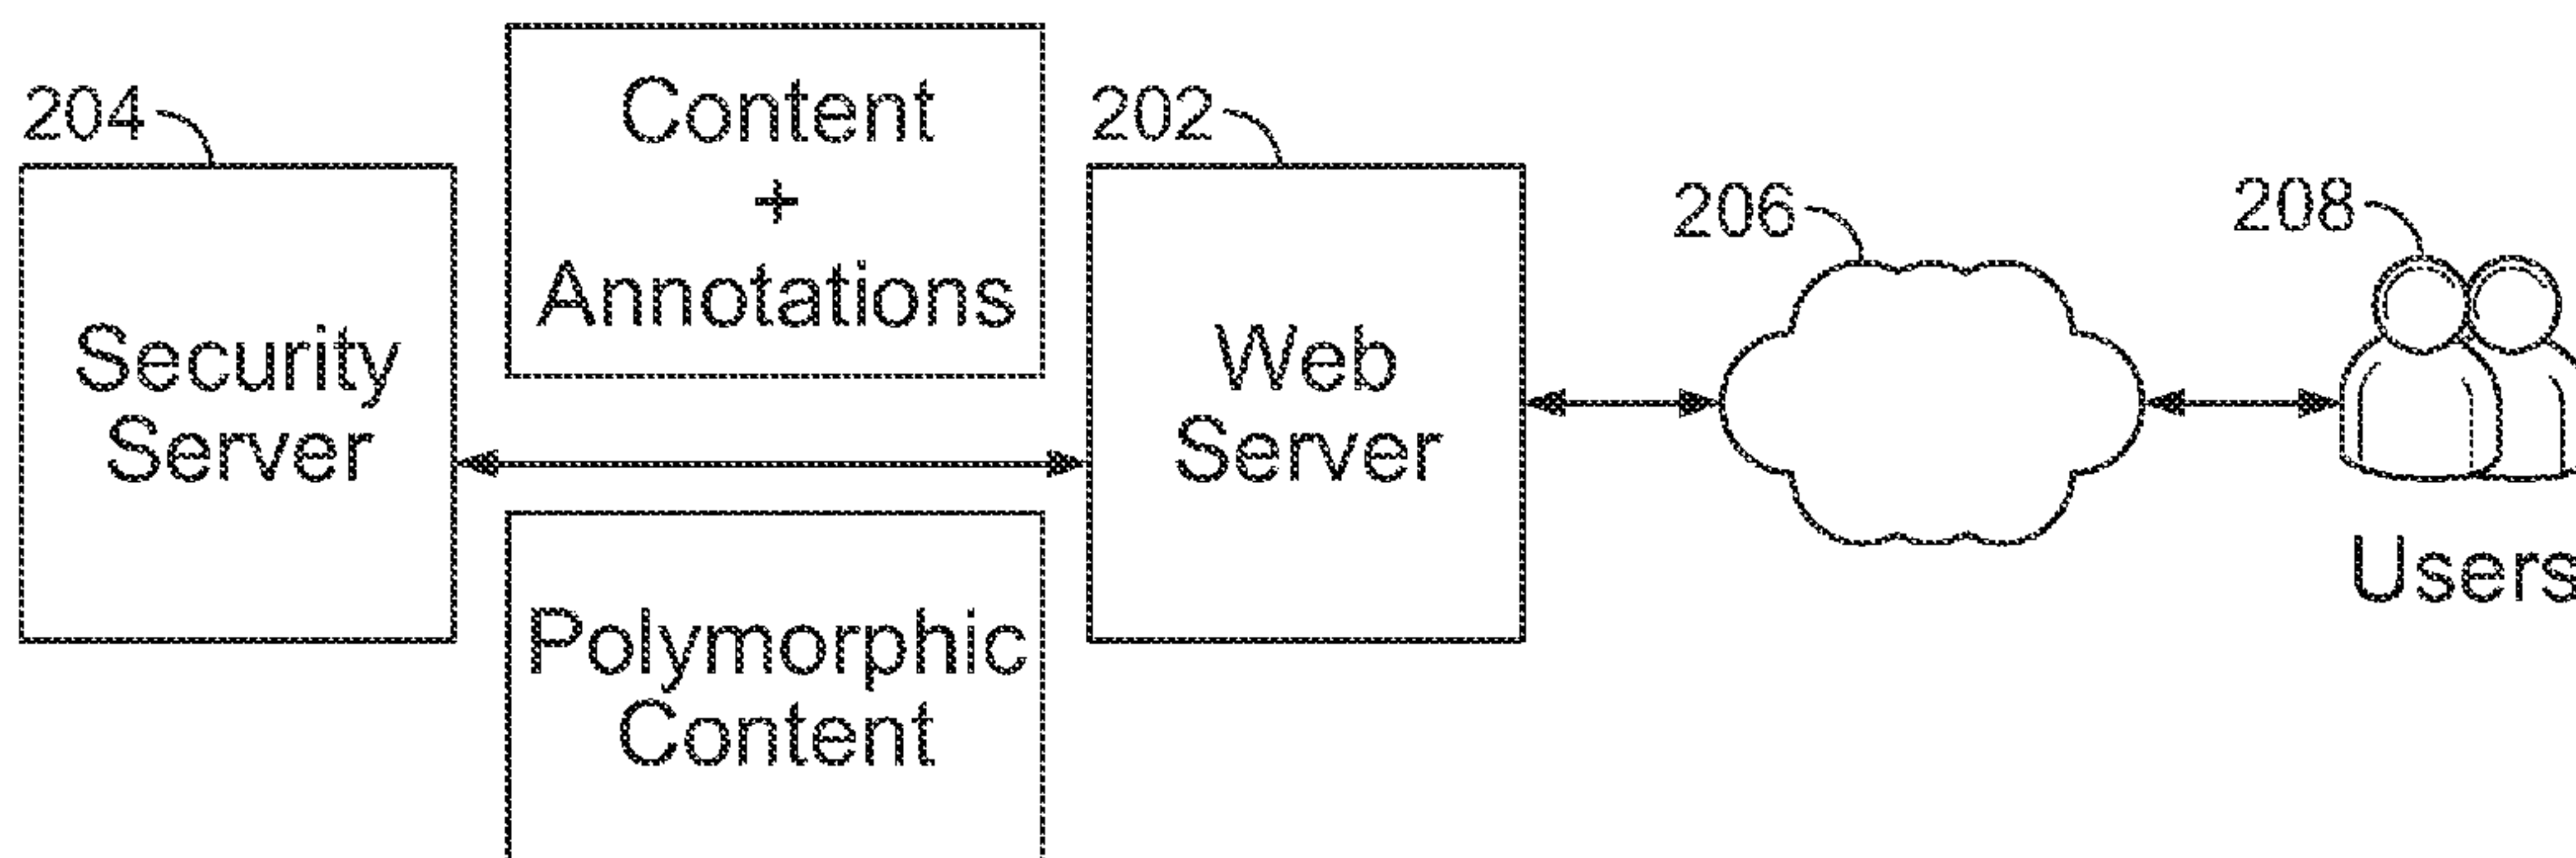 204
Security
Server
Content
+
Annotations
Polymorphic
Content
202
Web
Server
206
208
Users